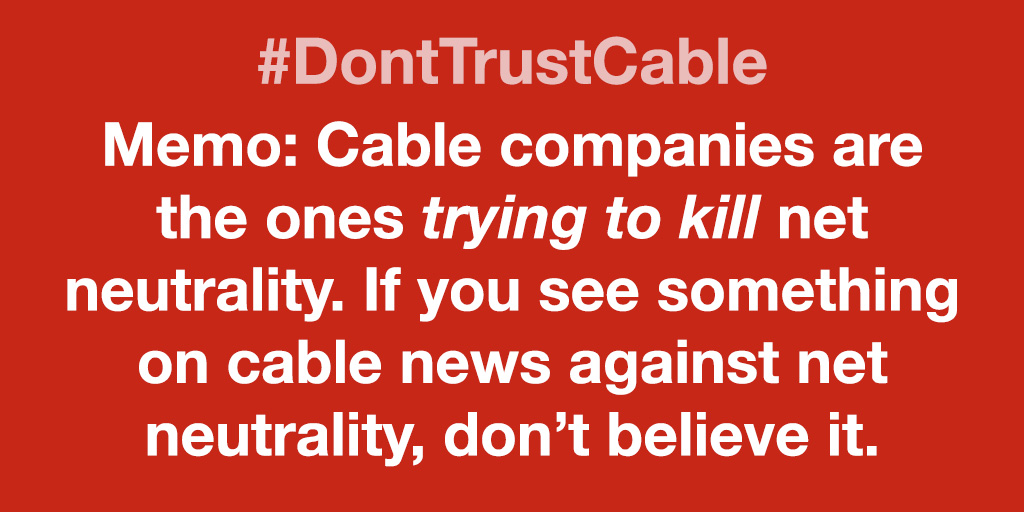 #DontTrustCable
Memo: Cable companies are
the ones trying to kill net
neutrality. If you see something
on cable news against net
neutrality, don’t believe it.